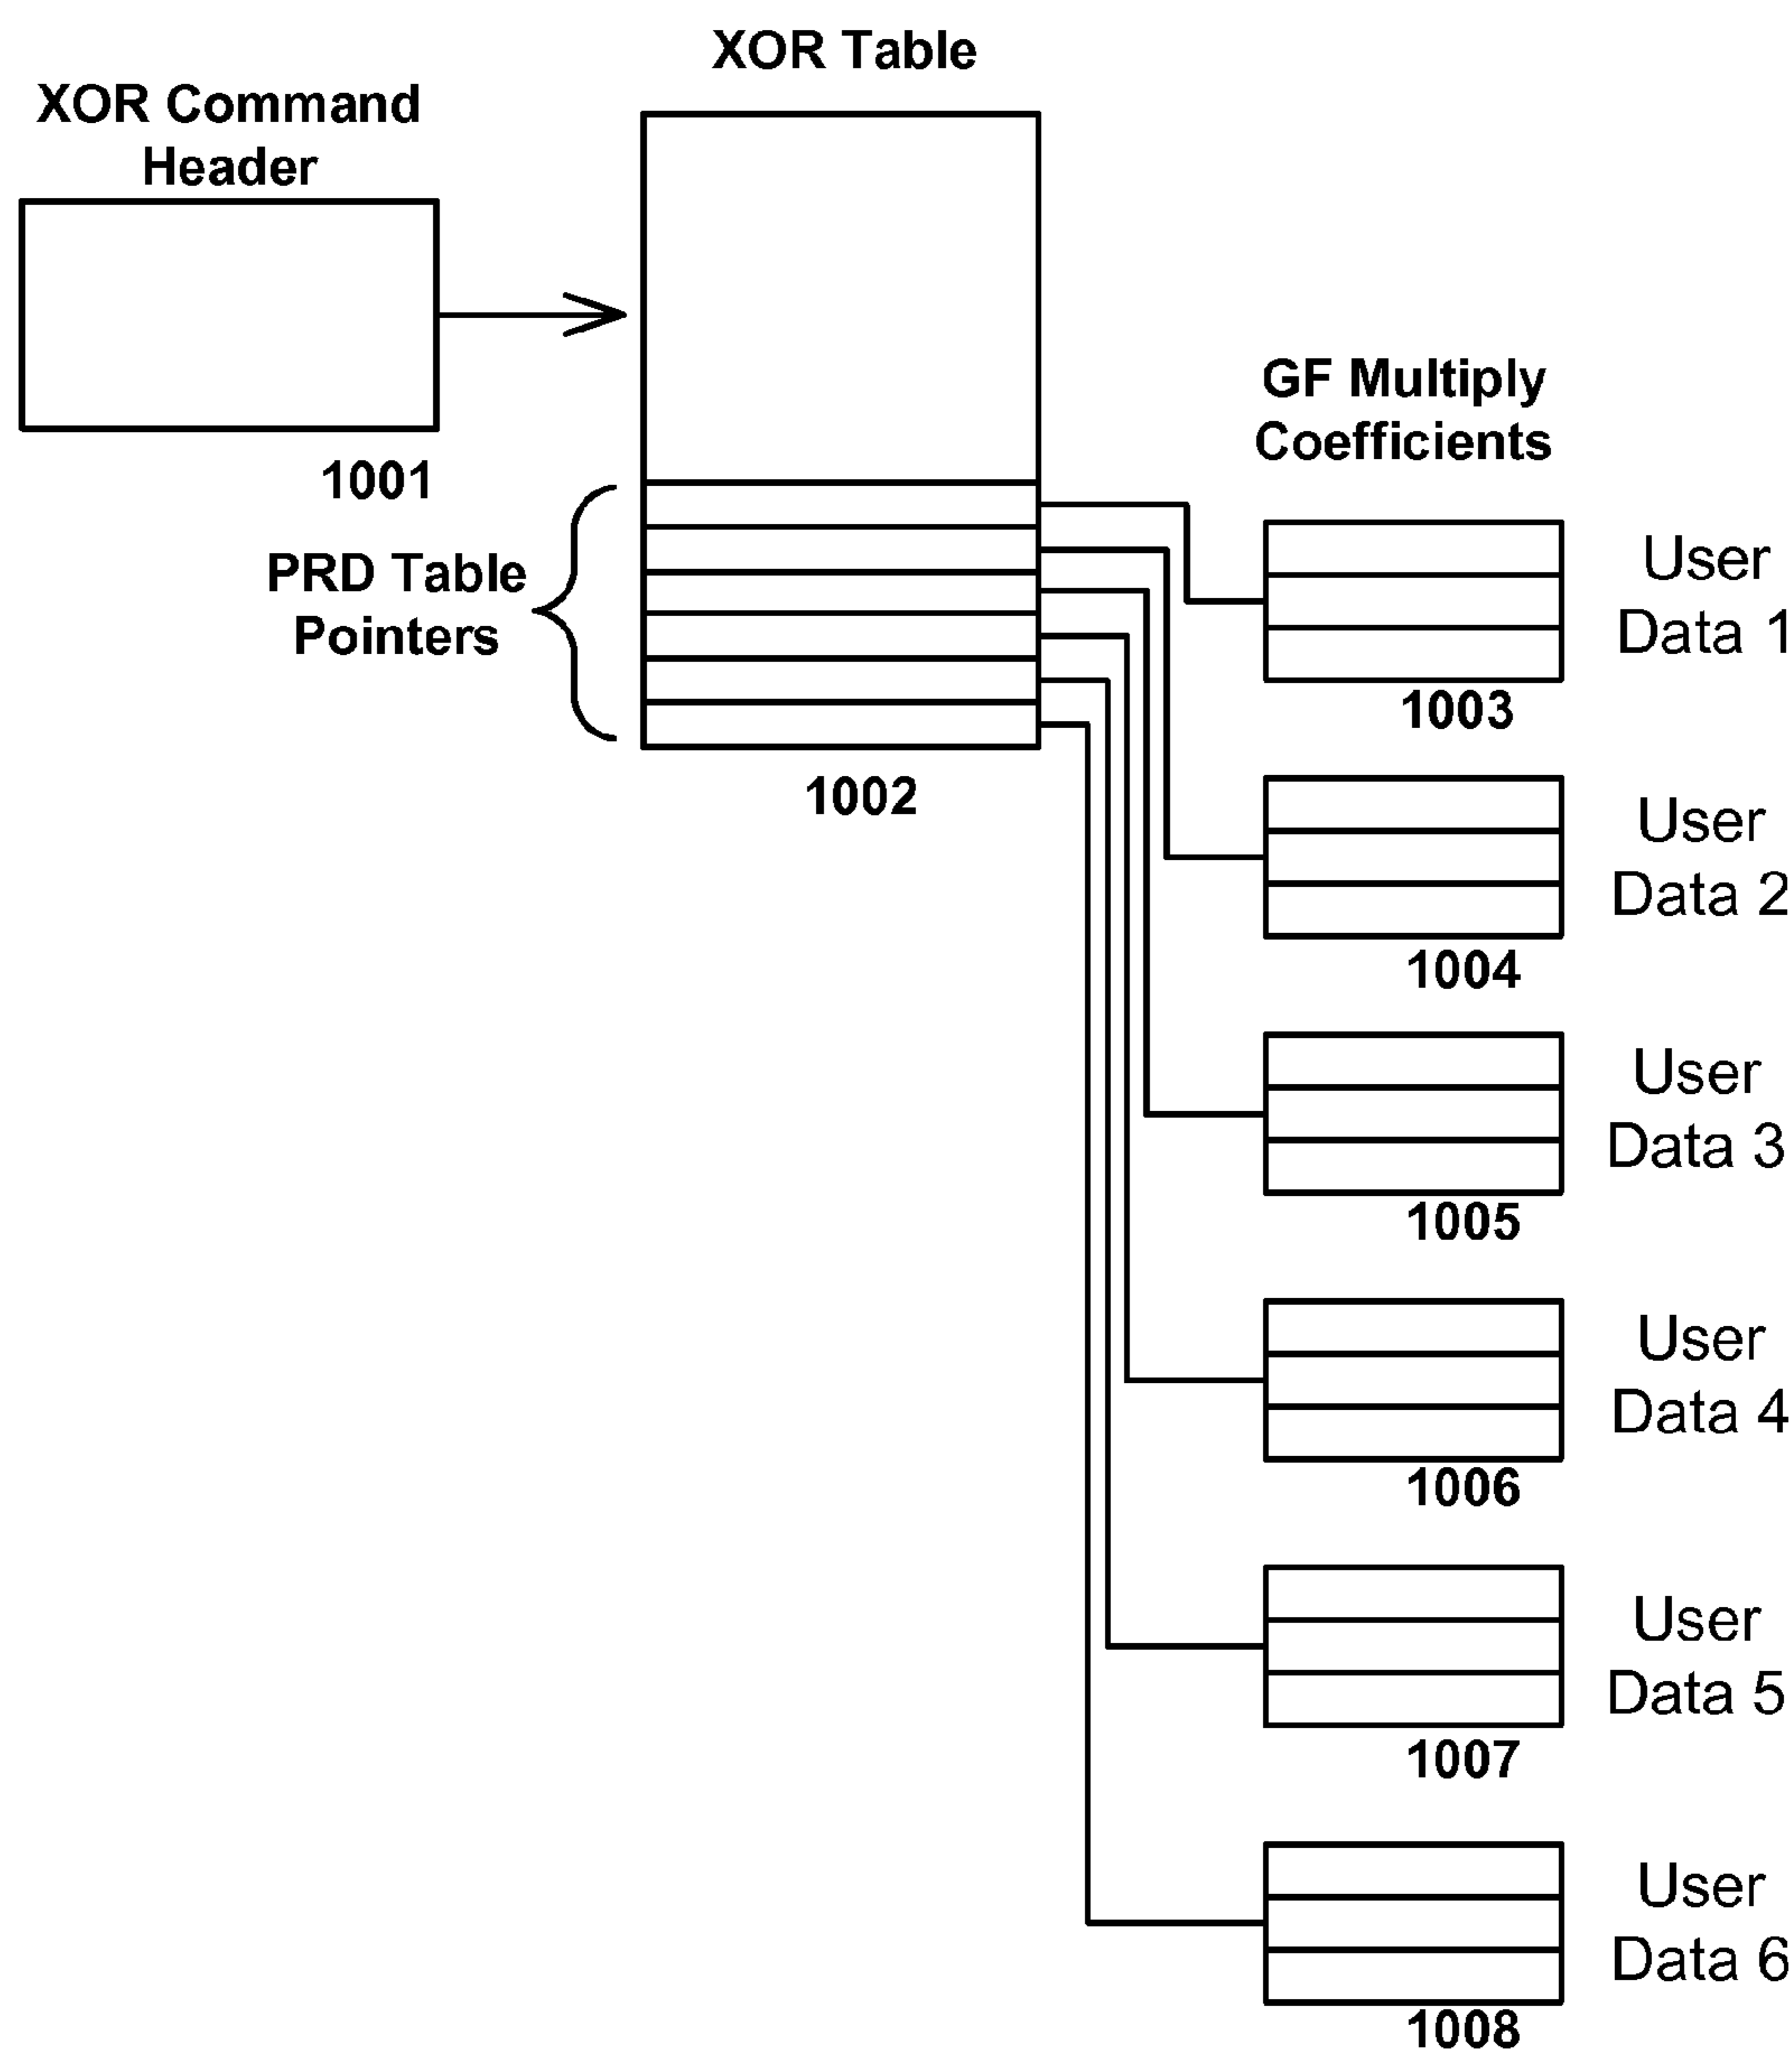 XOR Table
XOR Command
Header
1001
GF Multiply
Coefficients
PRD Table
Pointers
1002
User
Data 1
1003
User
Data 2
1004
User
Data 3
1005
User
Data 4
1006
User
Data 5
1007
User
Data 6
1008